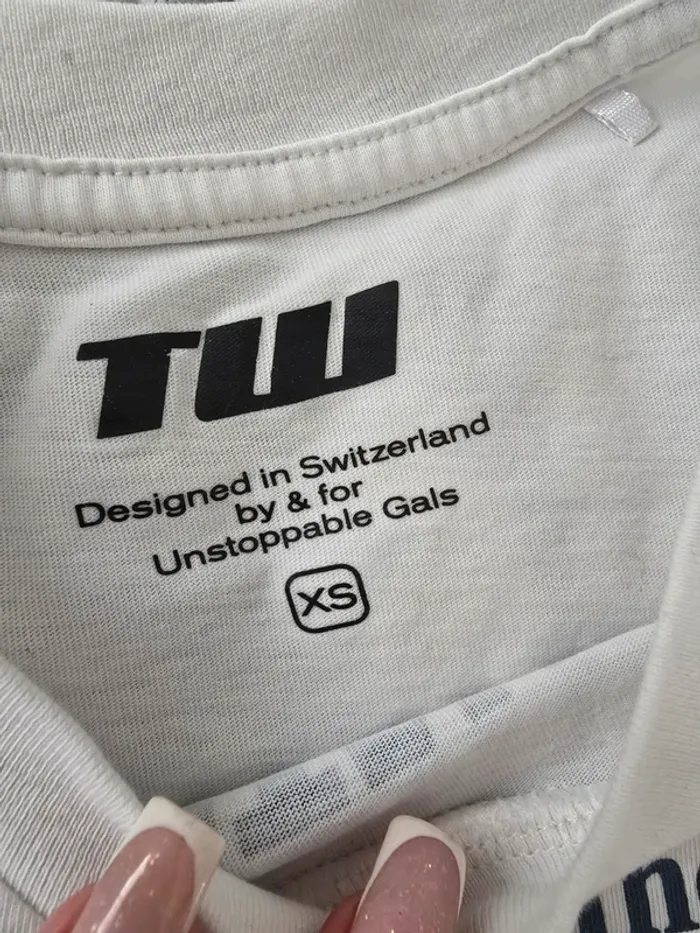 TW
Designed in Switzerland
by & for
Unstoppable Gals
XS